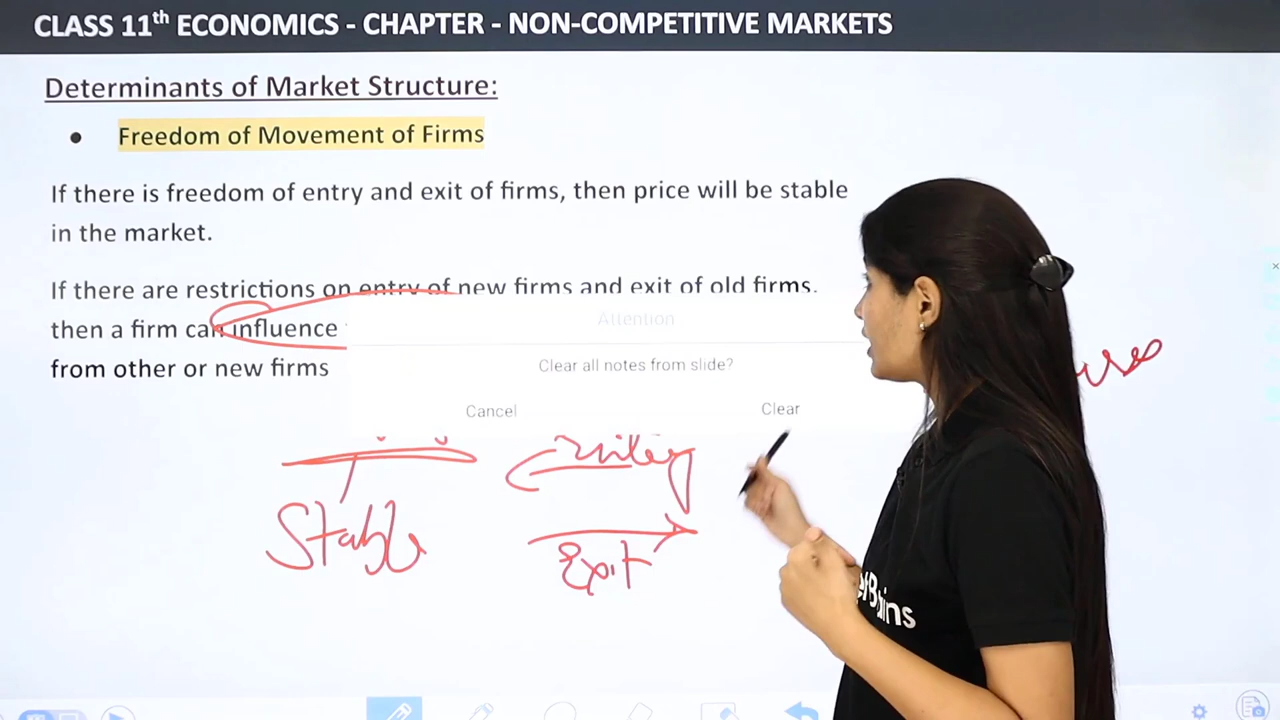 CLASS 11th ECONOMICS - CHAPTER - NON-COMPETITIVE MARKETS
Determinants of Market Structure:
• Freedom of Movement of Firms
If there is freedom of entry and exit of firms, then price will be stable
in the market.
If there are restrictions on entry of new firms and exit of old firms,
then a firm can influence
from other or new firms
Attention
Clear all notes from slide?
Cancel
Clear
Stable
Exit